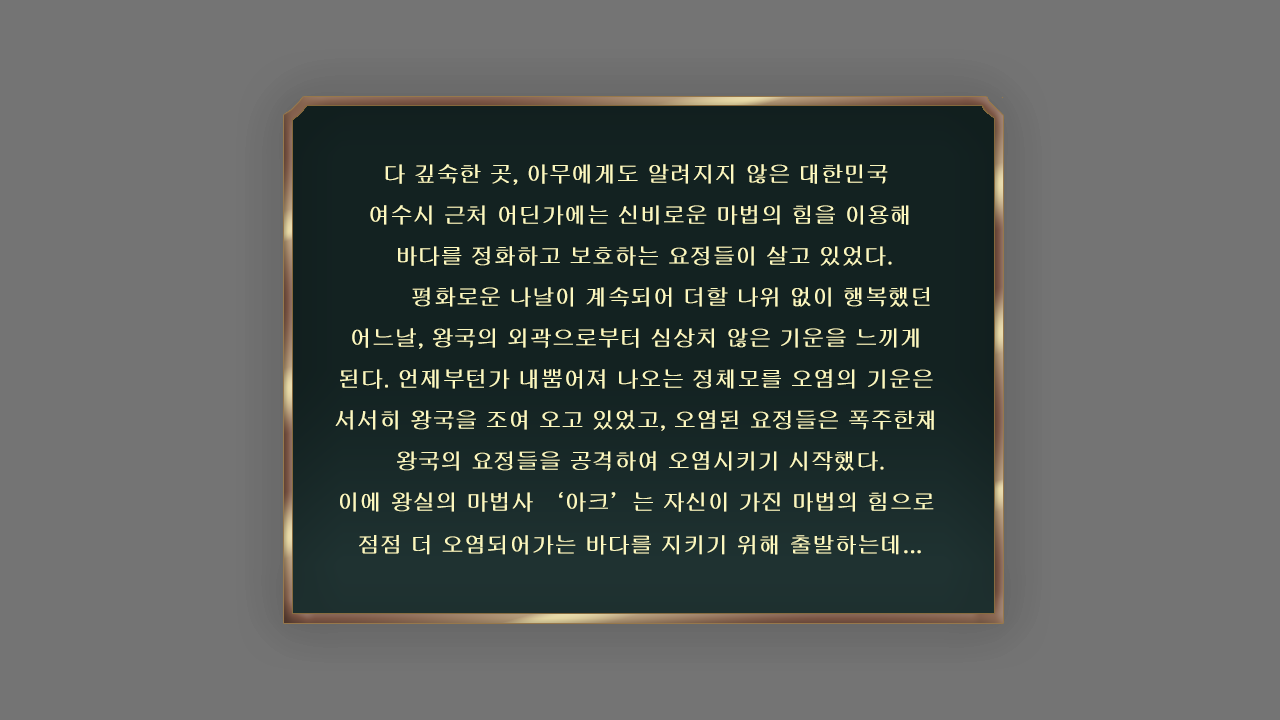 다 깊숙한 곳, 아무에게도 알려지지 않은 대한민국
여수시 근처 어딘가에는 신비로운 마법의 힘을 이용해
바다를 정화하고 보호하는 요정들이 살고 있었다.
평화로운 나날이 계속되어 더할 나위 없이 행복했던
어느날, 왕국의 외곽으로부터 심상치 않은 기운을 느끼게
된다. 언제부턴가 내뿜어져 나오는 정체모를 오염의 기운은
서서히 왕국을 조여 오고 있었고, 오염된 요정들은 폭주한채
왕국의 요정들을 공격하여 오염시키기 시작했다.
이에 왕실의 마법사 ‘아크’는 자신이 가진 마법의 힘으로
점점 더 오염되어가는 바다를 지키기 위해 출발하는데...